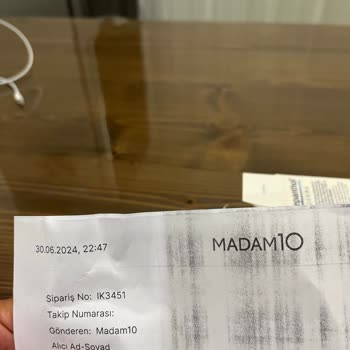 30.06.2024, 22:47
MADAM10
Sipariş No: IK3451
Takip Numarası:
Gönderen: Madam10
Alıcı Ad-Soyad